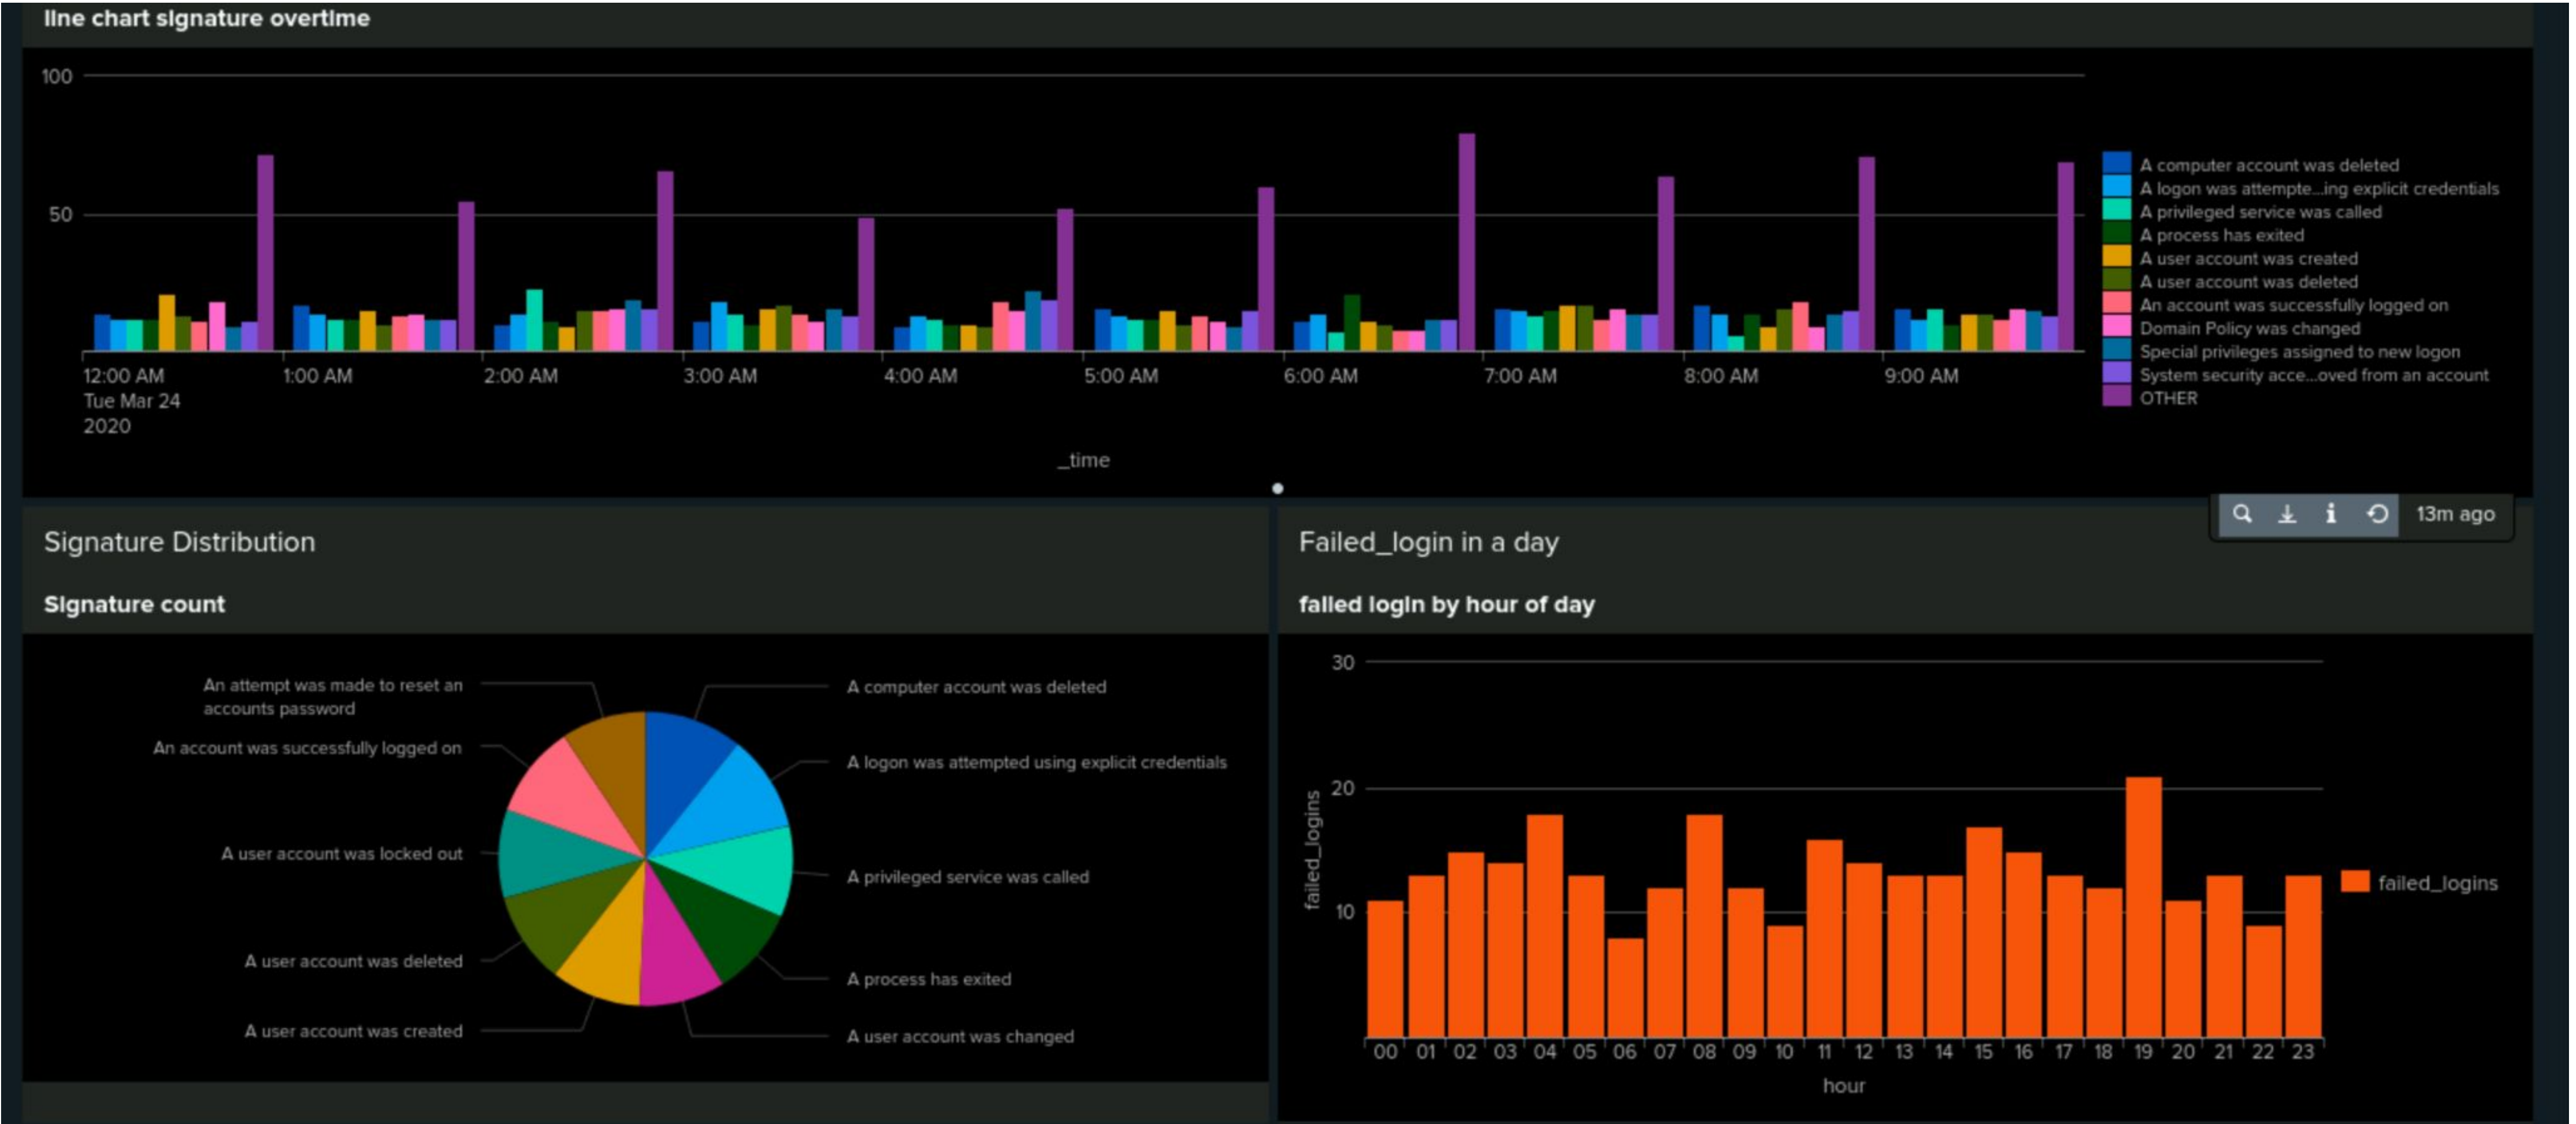 line chart signature overtime
100
50
12:00 AM 1:00 AM 2:00 AM 3:00 AM 4:00 AM 5:00 AM 6:00 AM 7:00 AM 8:00 AM 9:00 AM
Tue Mar 24
2020
_time
A computer account was deleted
A logon was attempte...ing explicit credentials
A privileged service was called
A process has exited
A user account was created
A user account was deleted
An account was successfully logged on
Domain Policy was changed
Special privileges assigned to new logon
System security acce...oved from an account
OTHER
13m ago
Signature Distribution
Signature count
An attempt was made to reset an
accounts password
An account was successfully logged on
A user account was locked out
A user account was deleted
A user account was created
A computer account was deleted
A logon was attempted using explicit credentials
A privileged service was called
A process has exited
A user account was changed
Failed_login in a day
failed login by hour of day
30
20
10
failed_logins
00 01 02 03 04 05 06 07 08 09 10 11 12 13 14 15 16 17 18 19 20 21 22 23
hour
failed_logins